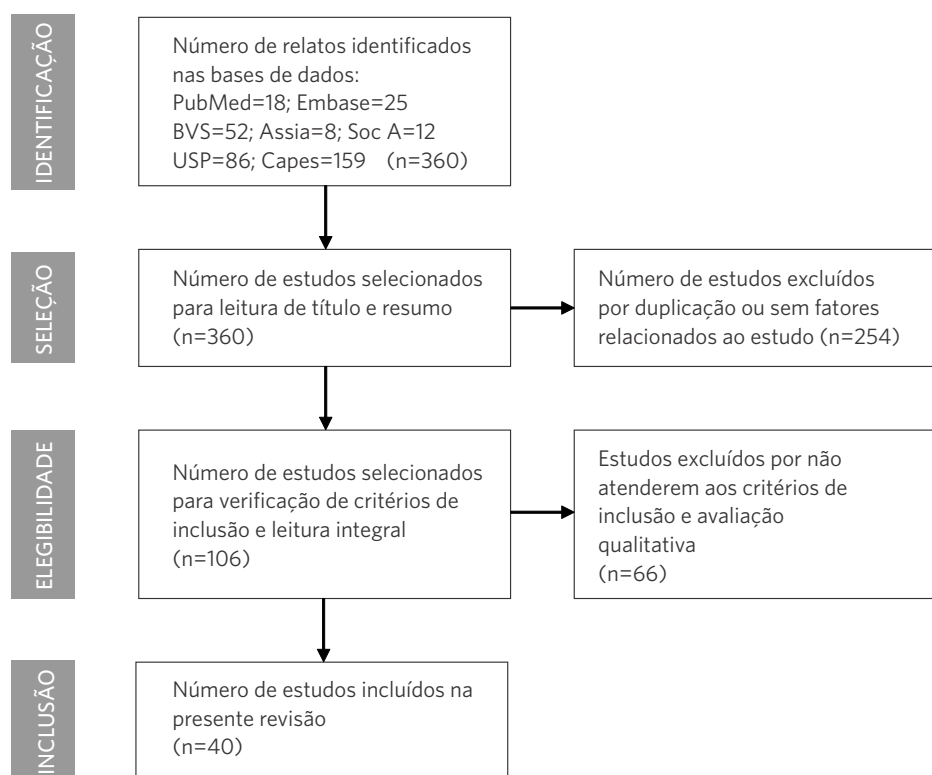 IDENTIFICAÇÃO
Número de relatos identificados
nas bases de dados:
PubMed=18; Embase=25
BVS=52; Assia=8; Soc A=12
USP=86; Capes=159 (n=360)
SELEÇÃO
Número de estudos selecionados
para leitura de título e resumo
(n=360)
Número de estudos excluídos
por duplicação ou sem fatores
relacionados ao estudo (n=254)
ELEGIBILIDADE
Número de estudos selecionados
para verificação de critérios de
inclusão e leitura integral
(n=106)
Estudos excluídos por não
atenderem aos critérios de
inclusão e avaliação
qualitativa
(n=66)
INCLUSÃO
Número de estudos incluídos na
presente revisão
(n=40)